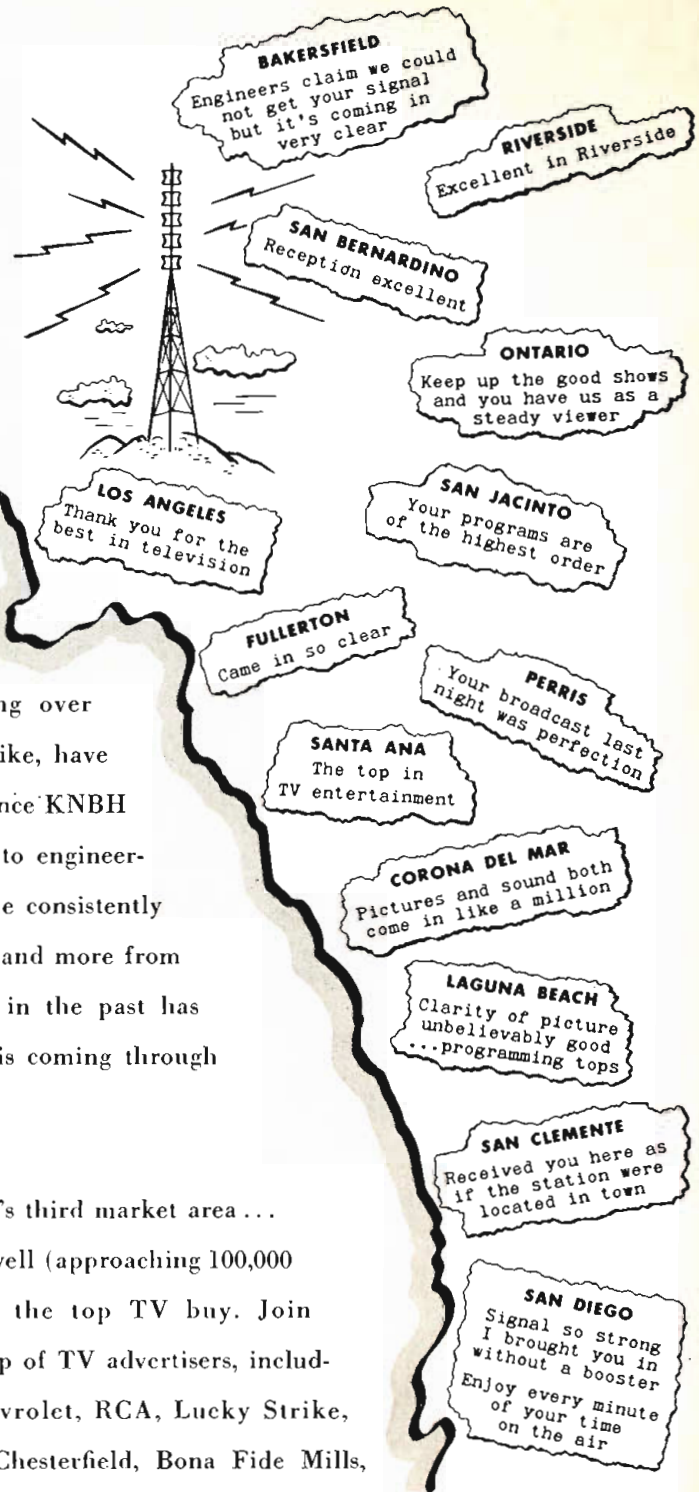 BAKERSFIELD
Engineers claim we could
not get your signal
but it's coming in
very clear
RIVERSIDE
Excellent in Riverside
SAN BERNARDINO
Reception excellent
ONTARIO
Keep up the good shows
and you have us as a
steady viewer
LOS ANGELES
Thank you for the
best in television
SAN JACINTO
Your programs are
of the highest order
FULLERTON
Came in so clear
PERRIS
Your broadcast last
night was perfection
SANTA ANA
The top in
TV entertainment
CORONA DEL MAR
Pictures and sound both
come in like a million
LAGUNA BEACH
Clarity of picture
unbelievably good
...programming tops
SAN CLEMENTE
Received you here as
if the station were
located in town
SAN DIEGO
Signal so strong
I brought you in
without a booster
Enjoy every minute
of your time
on the air
ng over
ike, have
nce KNBH
to engineer-
e consistently
and more from
in the past has
is coming through
's third market area...
vell (approaching 100,000
the top TV buy. Join
p of TV advertisers, includ-
vrolet, RCA, Lucky Strike,
Chesterfield, Bona Fide Mills,